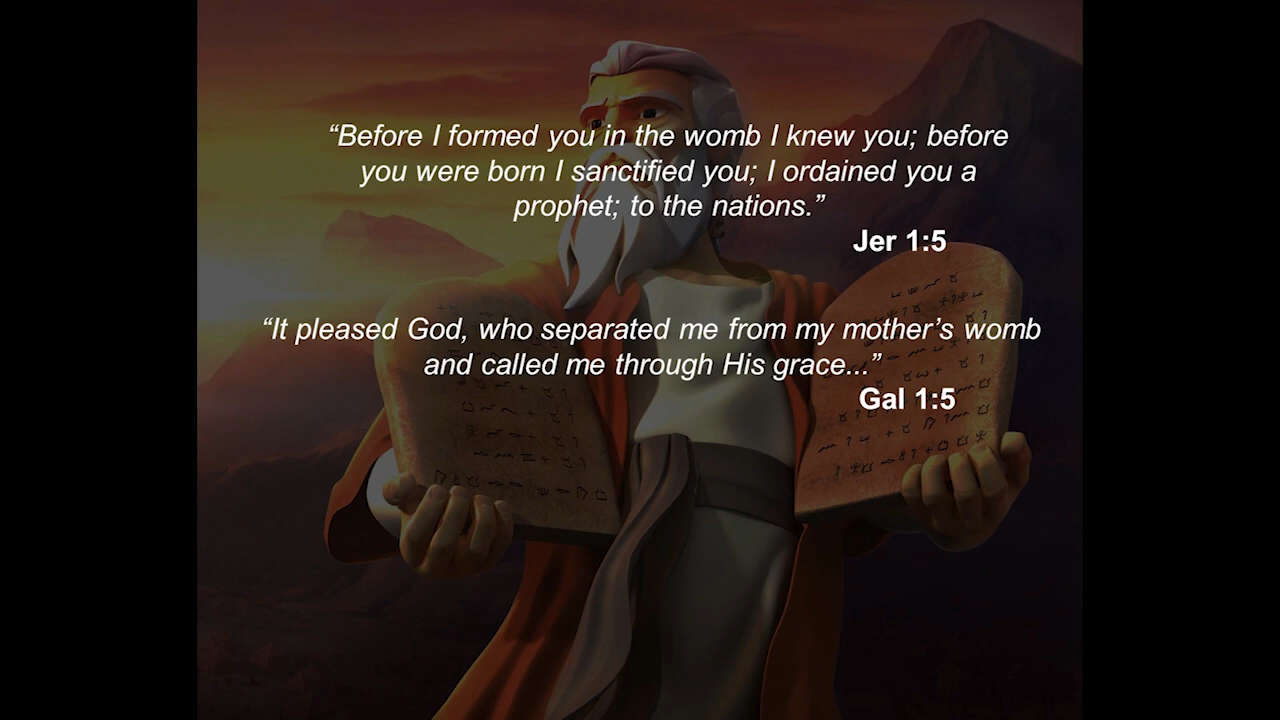 “Before I formed you in the womb I knew you; before
you were born I sanctified you; I ordained you a
prophet; to the nations.”
Jer 1:5
“It pleased God, who separated me from my mother’s womb
and called me through His grace...”
Gal 1:5